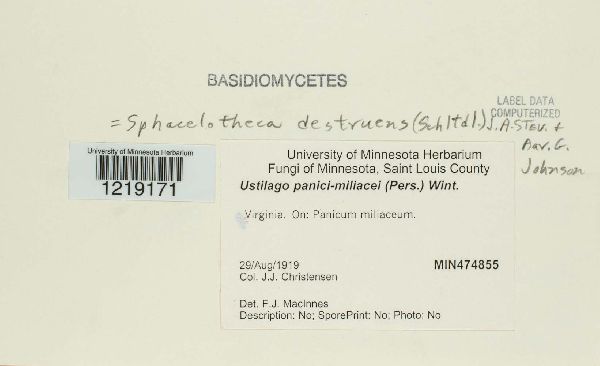 BASIDIOMYCETES
LABEL DATA
COMPUTERIZED
= Sphacelotheca destruens (Schltdl.) J.A. Stev. &
Aav. G.
Johnson
University of Minnesota Herbarium
1219171
University of Minnesota Herbarium
Fungi of Minnesota, Saint Louis County
Ustilago panici-miliacei (Pers.) Wint.
Virginia. On: Panicum miliaceum.
29/Aug/1919
MIN474855
Col. J.J. Christensen
Det. F.J. MacInnes
Description: No; SporePrint: No; Photo: No